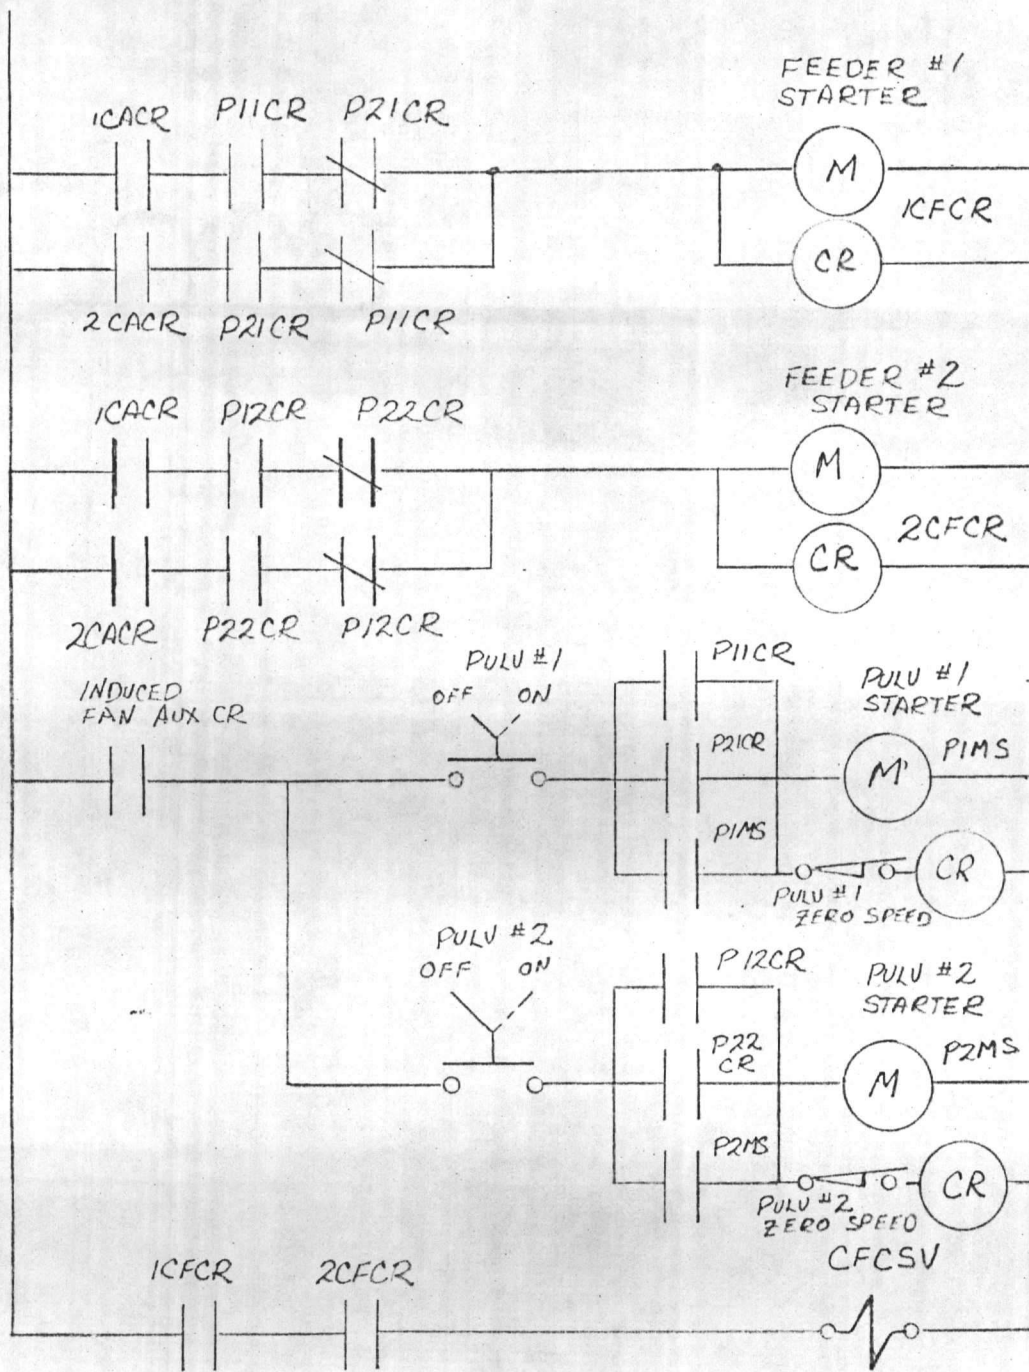 FEEDER #1
STARTER
1CACR P11CR P21CR
M
1CFCR
CR
2CACR P21CR P11CR
FEEDER #2
STARTER
1CACR P12CR P22CR
M
2CFCR
CR
2CACR P22CR P12CR
PULV #1
OFF ON
P11CR
PULV #1
STARTER
INDUCED
FAN AUX CR
P21CR
M
P1MS
P1MS
CR
PULV #1
ZERO SPEED
PULV #2
OFF ON
P12CR
PULV #2
STARTER
P22
CR
M
P2MS
P2MS
CR
PULV #2
ZERO SPEED
CFCSV
1CFCR 2CFCR